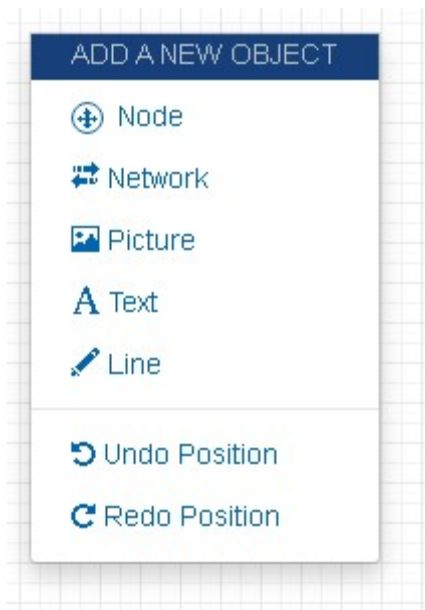 ADD A NEW OBJECT
Node
Network
Picture
Text
Line
Undo Position
Redo Position